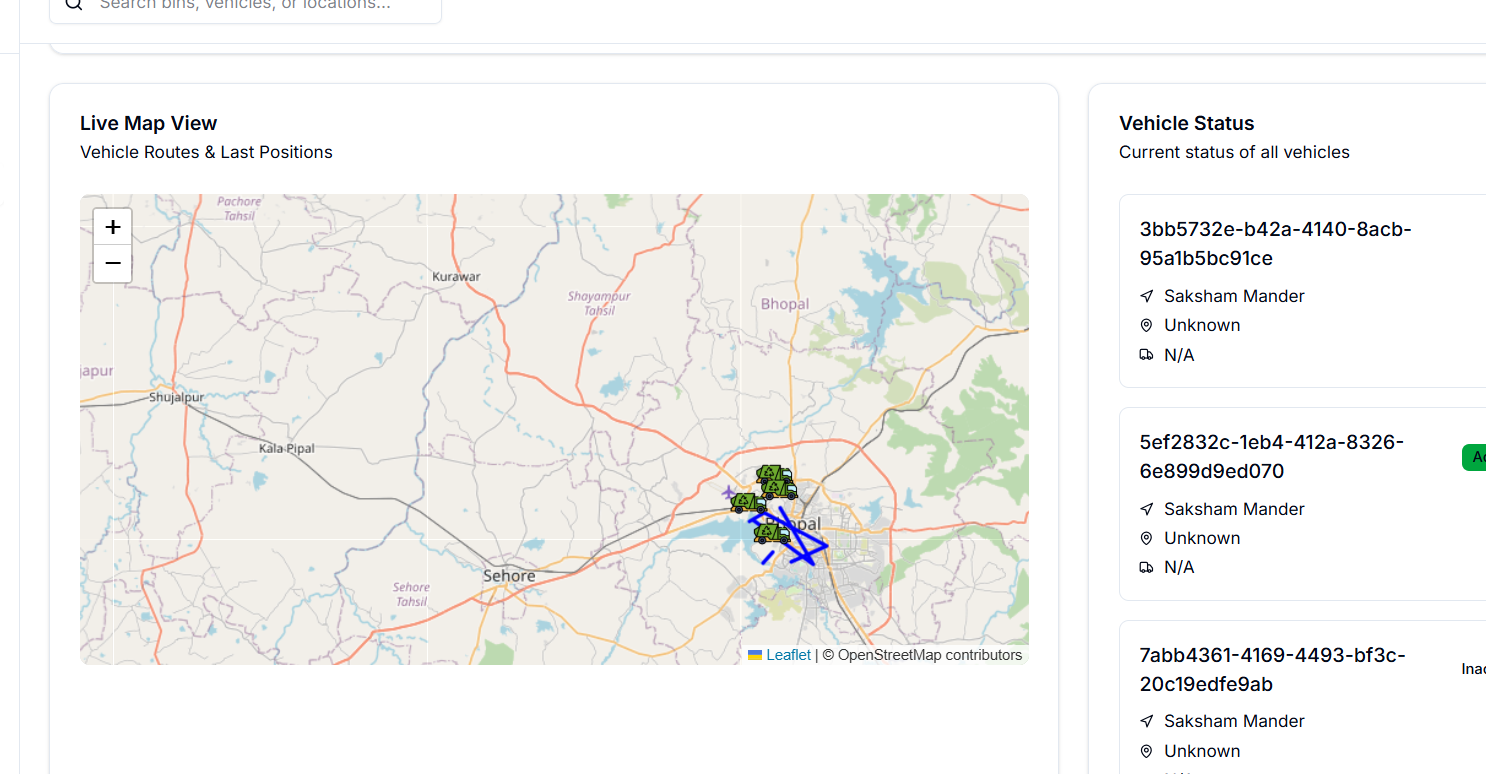 Search bins, vehicles, or locations...
Live Map View
Vehicle Routes & Last Positions
+
−
Pachore
Tahsil
Kurawar
Shayampur
Tahsil
Bhopal
ajapur
Shujalpur
Kala Pipal
Sehore
Sehore
Tahsil
Leaflet | © OpenStreetMap contributors
Vehicle Status
Current status of all vehicles
3bb5732e-b42a-4140-8acb-
95a1b5bc91ce
Saksham Mander
Unknown
N/A
5ef2832c-1eb4-412a-8326-
6e899d9ed070
Ac
Saksham Mander
Unknown
N/A
7abb4361-4169-4493-bf3c-
20c19edfe9ab
Inac
Saksham Mander
Unknown